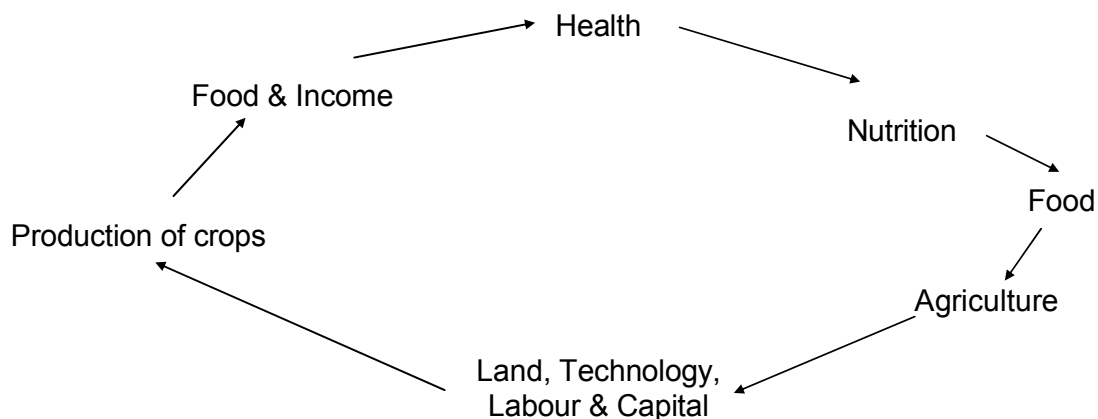 Health
Food & Income
Nutrition
Food
Production of crops
Agriculture
Land, Technology,
Labour & Capital